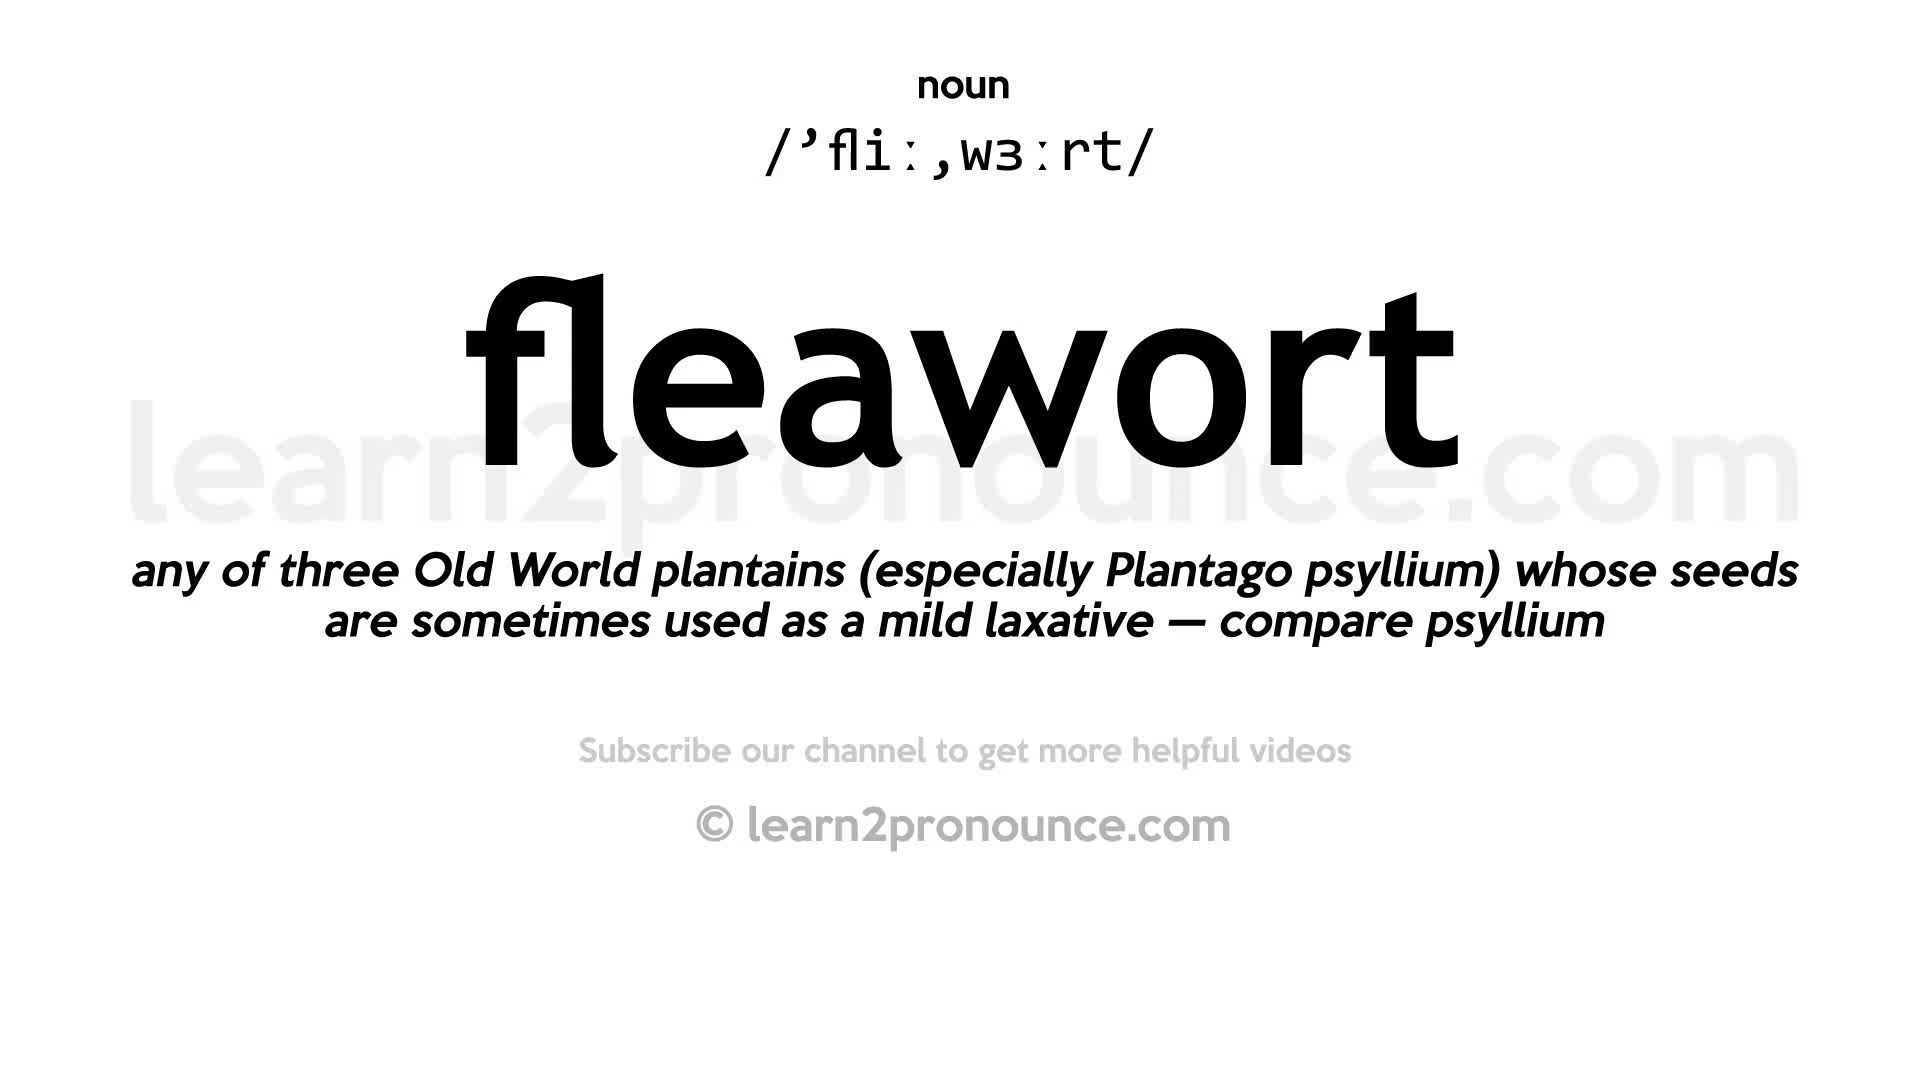 noun
/’fliː,wɜːrt/
fleawort
learn2pronounce.com
any of three Old World plantains (especially Plantago psyllium) whose seeds
are sometimes used as a mild laxative — compare psyllium
Subscribe our channel to get more helpful videos
© learn2pronounce.com